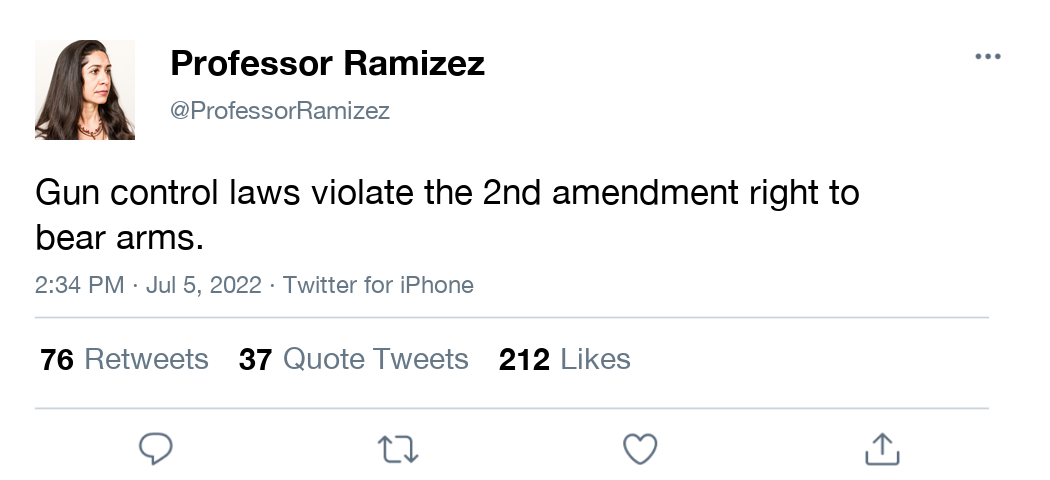 Professor Ramizez
@ProfessorRamizez
Gun control laws violate the 2nd amendment right to
bear arms.
2:34 PM · Jul 5, 2022 · Twitter for iPhone
76 Retweets 37 Quote Tweets 212 Likes